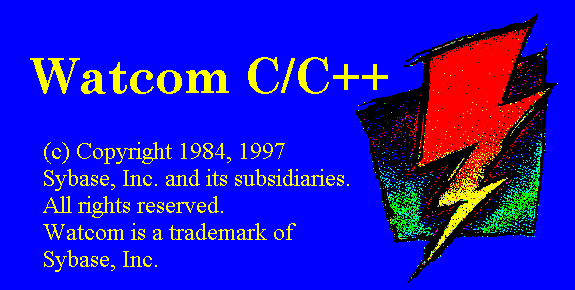 Watcom C/C++
(c) Copyright 1984, 1997
Sybase, Inc. and its subsidiaries.
All rights reserved.
Watcom is a trademark of
Sybase, Inc.